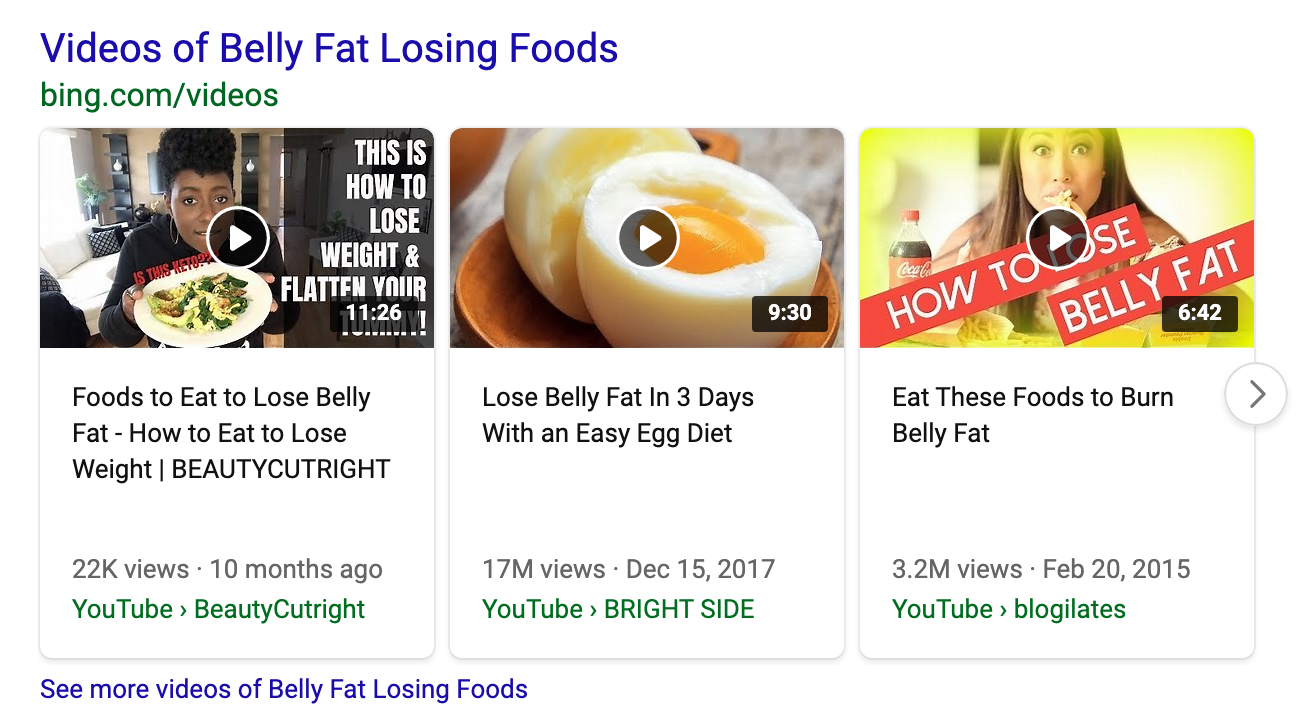 Videos of Belly Fat Losing Foods
bing.com/videos
THIS IS
HOW TO
LOSE
WEIGHT &
FLATTEN YOUR
TUMMY!
IS THIS KETO??
11:26
Foods to Eat to Lose Belly
Fat - How to Eat to Lose
Weight | BEAUTYCUTRIGHT
22K views · 10 months ago
YouTube › BeautyCutright
9:30
Lose Belly Fat In 3 Days
With an Easy Egg Diet
17M views · Dec 15, 2017
YouTube › BRIGHT SIDE
Coca-Cola
HOW TO LOSE
BELLY FAT
6:42
Eat These Foods to Burn
Belly Fat
3.2M views · Feb 20, 2015
YouTube › blogilates
See more videos of Belly Fat Losing Foods